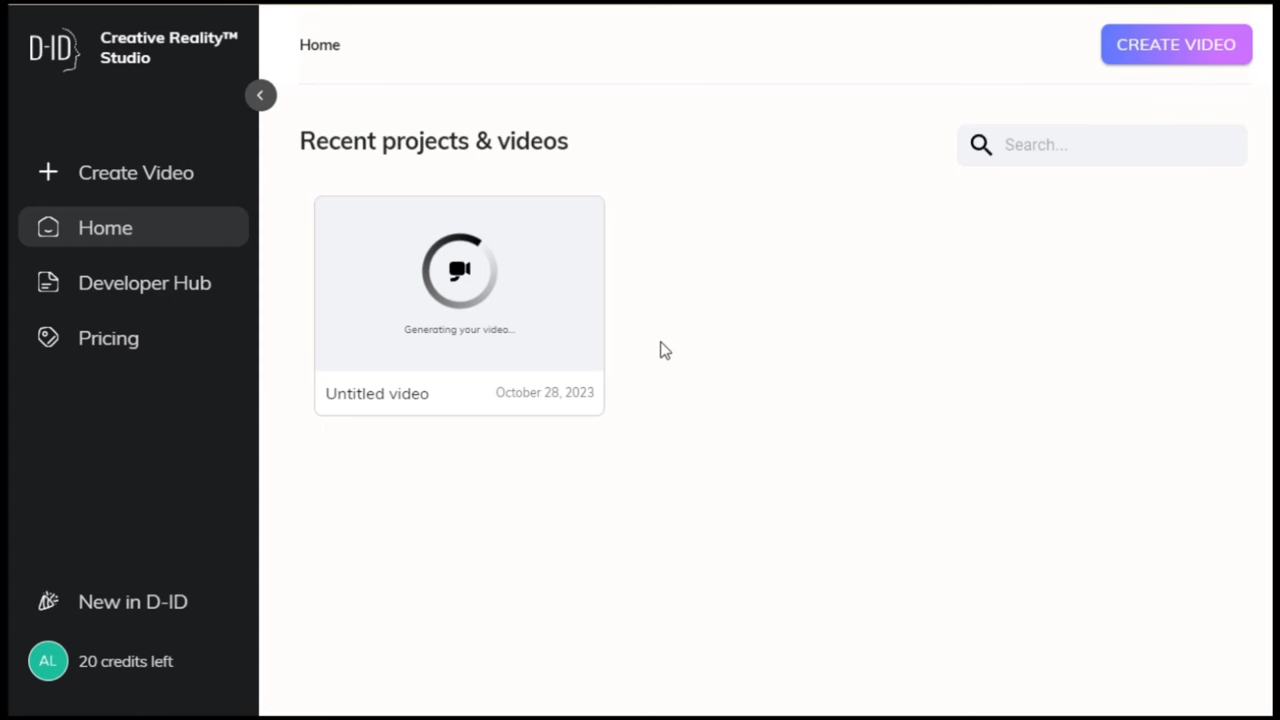 D-ID
Creative Reality™
Studio
Create Video
Home
Developer Hub
Pricing
New in D-ID
AL
20 credits left
Home
CREATE VIDEO
Recent projects & videos
Search...
Generating your video...
Untitled video
October 28, 2023